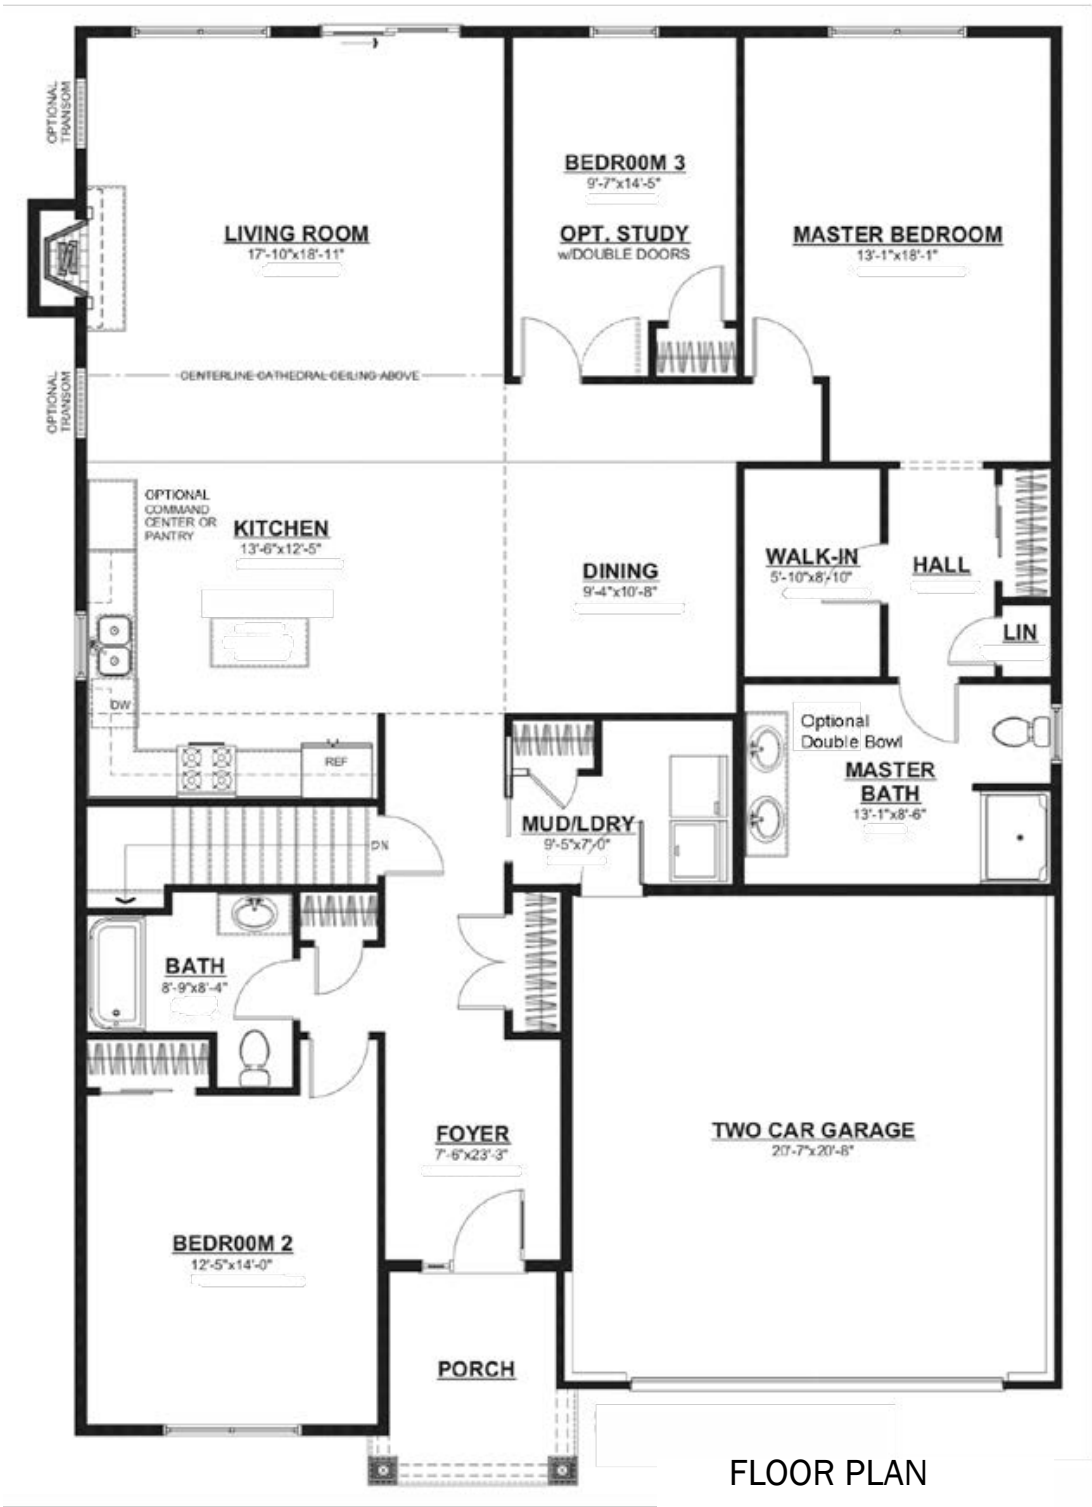 OPTIONAL
TRANSOM
BEDR00M 3
9'-7"x14'-5"
LIVING ROOM
17'-10"x18'-11"
OPT. STUDY
w/DOUBLE DOORS
MASTER BEDROOM
13'-1"x18'-1"
CENTERLINE CATHEDRAL CEILING ABOVE
OPTIONAL
TRANSOM
OPTIONAL
COMMAND
CENTER OR
PANTRY
KITCHEN
13'-6"x12'-5"
DINING
9'-4"x10'-8"
WALK-IN
5'-10"x8'-10"
HALL
LIN
DW
REF
Optional
Double Bowl
MASTER
BATH
13'-1"x8'-6"
MUD/LDRY
9'-5"x7'-0"
DN
BATH
8'-9"x8'-4"
FOYER
7'-6"x23'-3"
TWO CAR GARAGE
20'-7"x20'-8"
BEDR00M 2
12'-5"x14'-0"
PORCH
FLOOR PLAN